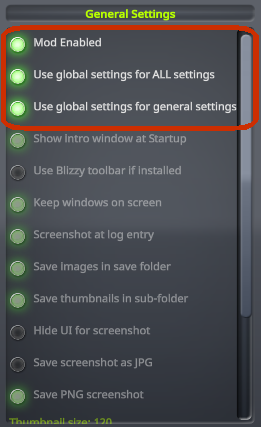 General Settings
Mod Enabled
Use global settings for ALL settings
Use global settings for general settings
Show intro window at Startup
Use Blizzy toolbar if installed
Keep windows on screen
Screenshot at log entry
Save images in save folder
Save thumbnails in sub-folder
Hide UI for screenshot
Save screenshot as JPG
Save PNG screenshot
Thumbnail size: 120